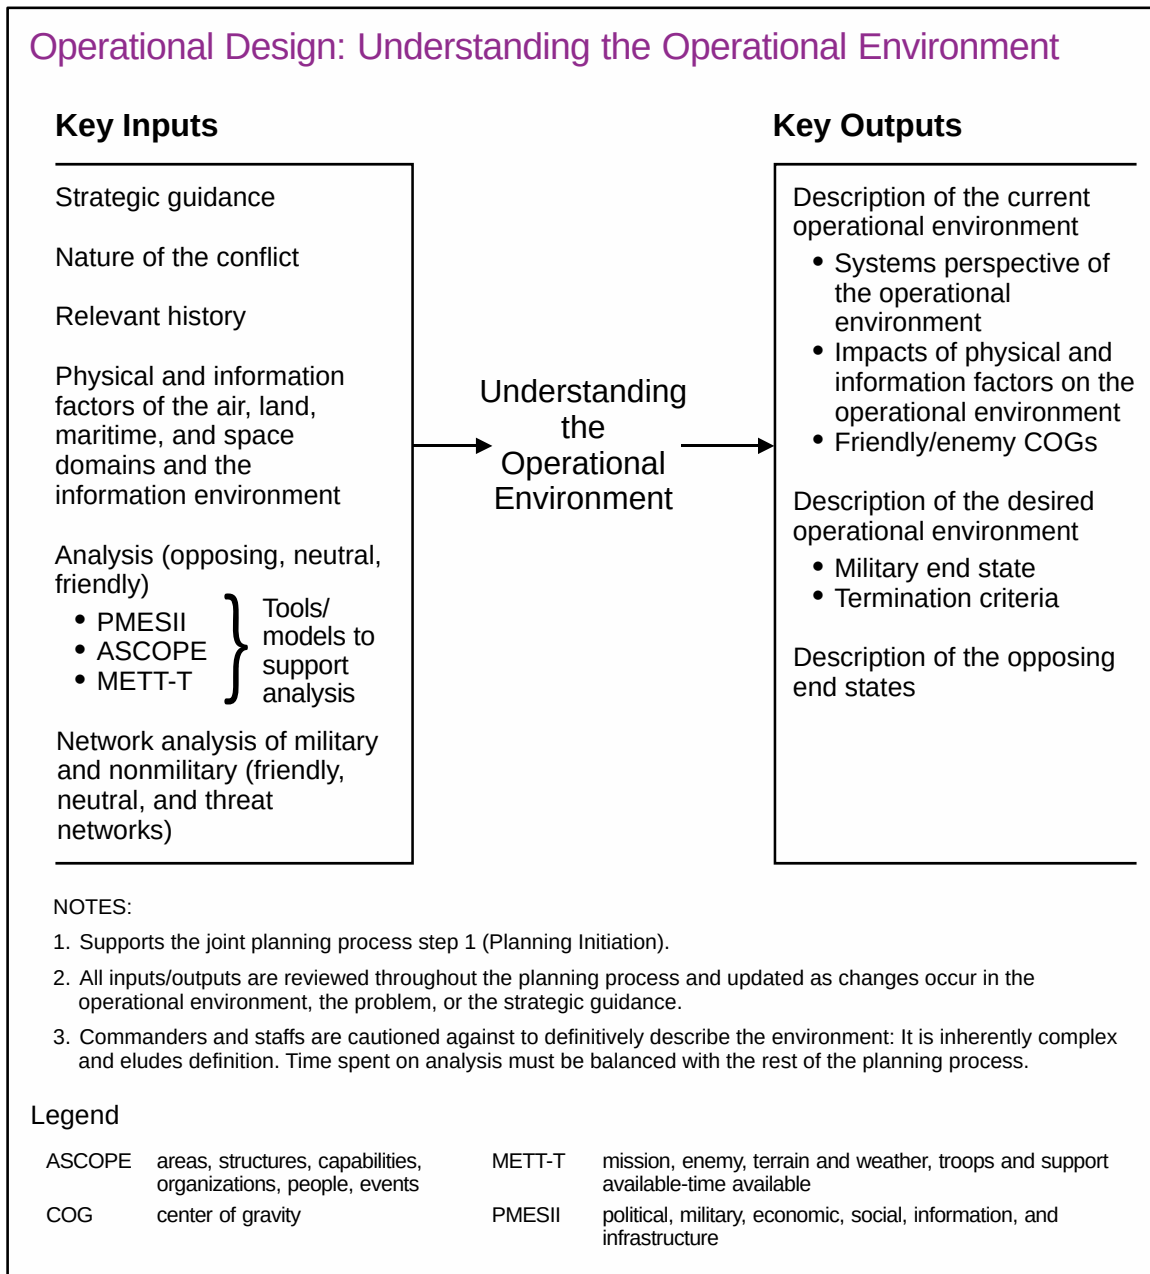 Operational Design: Understanding the Operational Environment
Key Inputs
Strategic guidance
Nature of the conflict
Relevant history
Physical and information
factors of the air, land,
maritime, and space
domains and the
information environment
Analysis (opposing, neutral,
friendly)
• PMESII
• ASCOPE
• METT-T
Tools/
models to
support
analysis
Network analysis of military
and nonmilitary (friendly,
neutral, and threat
networks)
Understanding
the
Operational
Environment
Key Outputs
Description of the current
operational environment
• Systems perspective of
the operational
environment
• Impacts of physical and
information factors on the
operational environment
• Friendly/enemy COGs
Description of the desired
operational environment
• Military end state
• Termination criteria
Description of the opposing
end states
NOTES:
1. Supports the joint planning process step 1 (Planning Initiation).
2. All inputs/outputs are reviewed throughout the planning process and updated as changes occur in the
operational environment, the problem, or the strategic guidance.
3. Commanders and staffs are cautioned against to definitively describe the environment: It is inherently complex
and eludes definition. Time spent on analysis must be balanced with the rest of the planning process.
Legend
ASCOPE areas, structures, capabilities,
organizations, people, events
COG center of gravity
METT-T mission, enemy, terrain and weather, troops and support
available-time available
PMESII political, military, economic, social, information, and
infrastructure